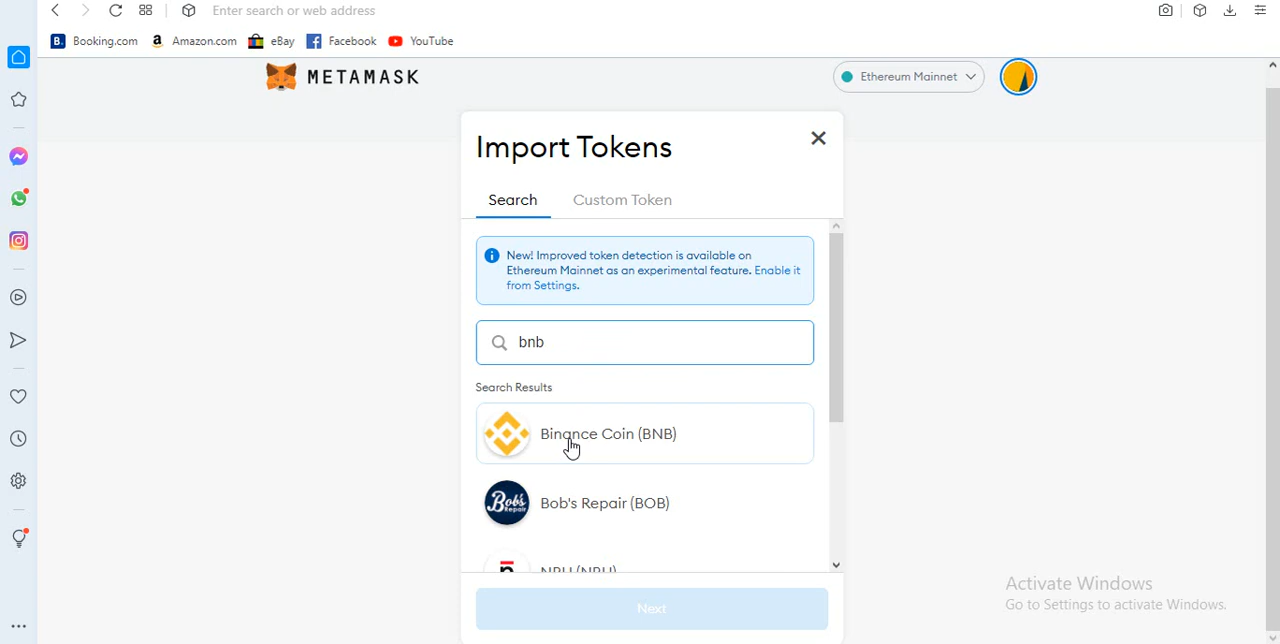 Enter search or web address
B. Booking.com a Amazon.com eBay Facebook YouTube
METAMASK
Ethereum Mainnet
Import Tokens
Search Custom Token
New! Improved token detection is available on
Ethereum Mainnet as an experimental feature. Enable it
from Settings.
bnb
Search Results
Binance Coin (BNB)
Bob's Repair
Bob's Repair (BOB)
Next
Activate Windows
Go to Settings to activate Windows.